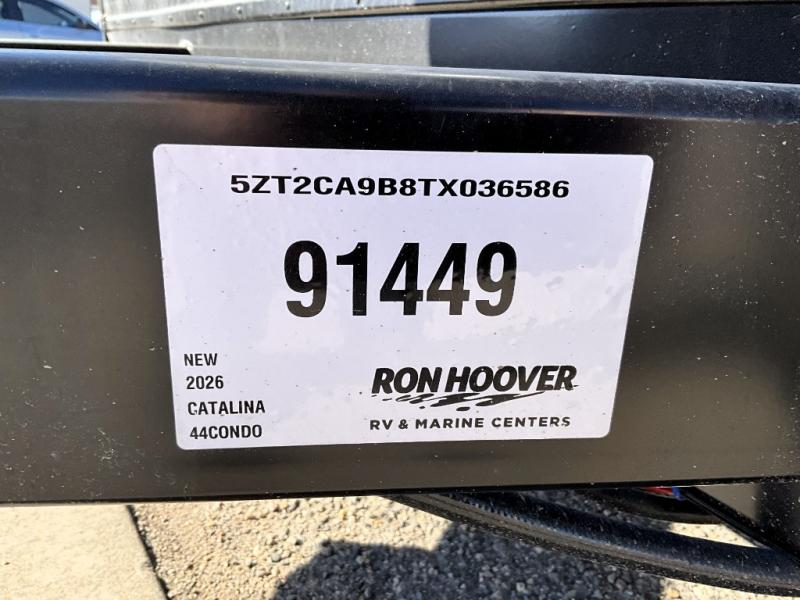 5ZT2CA9B8TX036586
91449
NEW
2026
CATALINA
44CONDO
RON HOOVER
RV & MARINE CENTERS